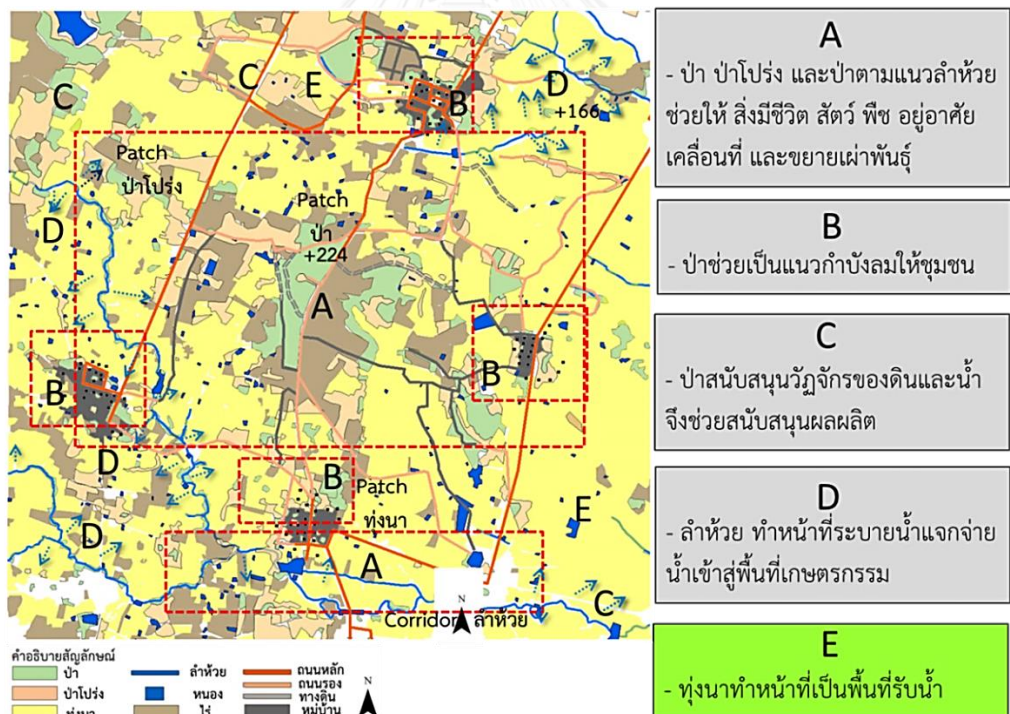 C
E
B
D
+166
C
Patch
ป่าโปร่ง
Patch
ป่า
+224
D
A
B
B
D
B
Patch
ทุ่งนา
E
D
A
C
N
Corridor ลำห้วย
คำอธิบายสัญลักษณ์
ป่า
ลำห้วย
ถนนหลัก
ป่าโปร่ง
หนอง
ถนนรอง
ทางดิน
ทุ่งนา
ไร่
หมู่บ้าน
N
A
- ป่า ป่าโปร่ง และป่าตามแนวลำห้วย
ช่วยให้ สิ่งมีชีวิต สัตว์ พืช อยู่อาศัย
เคลื่อนที่ และขยายเผ่าพันธุ์
B
- ป่าช่วยเป็นแนวกำบังลมให้ชุมชน
C
- ป่าสนับสนุนวัฏจักรของดินและน้ำ
จึงช่วยสนับสนุนผลผลิต
D
- ลำห้วย ทำหน้าที่ระบายน้ำแจกจ่าย
น้ำเข้าสู่พื้นที่เกษตรกรรม
E
- ทุ่งนาทำหน้าที่เป็นพื้นที่รับน้ำ